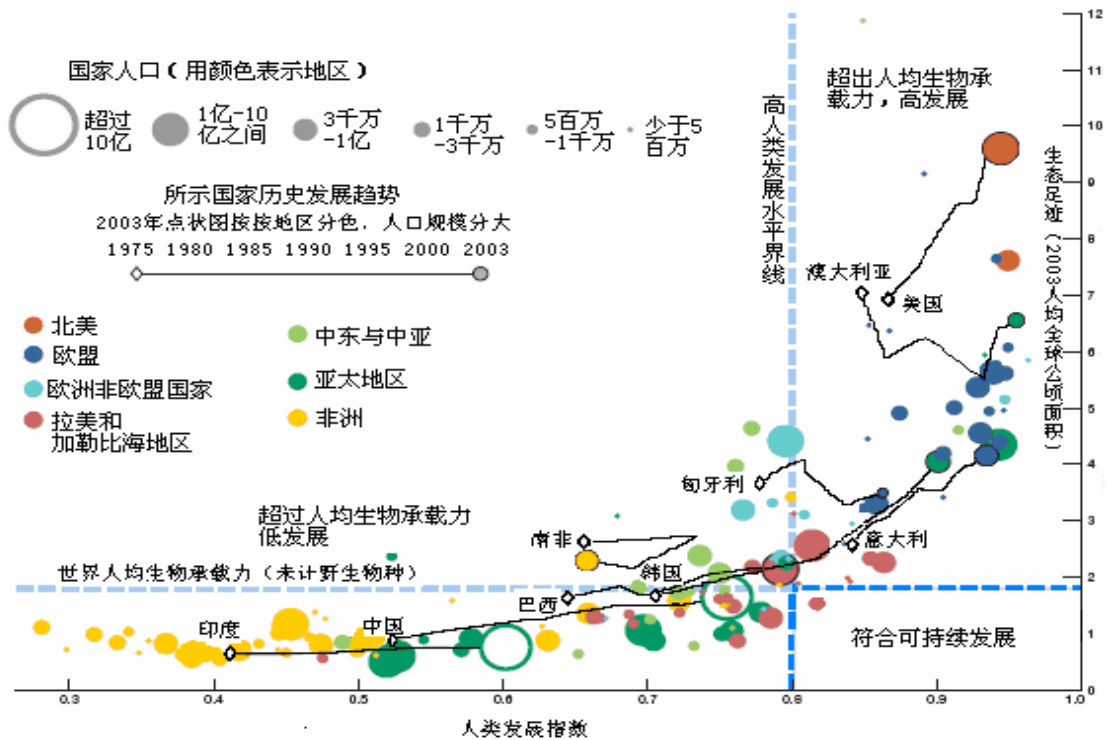 国家人口(用颜色表示地区)
超过
10亿
1亿-10
亿之间
3千万
-1亿
1千万
-3千万
5百万
-1千万
少于5
百万
所示国家历史发展趋势
2003年点状图按按地区分色，人口规模分大
1975 1980 1985 1990 1995 2000 2003
北美
欧盟
欧洲非欧盟国家
拉美和
加勒比海地区
中东与中亚
亚太地区
非洲
高人类发展水平界线
超出人均生物承
载力，高发展
生态足迹(2003人均全球公顷面积)
澳大利亚
美国
匈牙利
意大利
超过人均生物承载力
低发展
南非
韩国
世界人均生物承载力(未计野生物种)
巴西
中国
印度
符合可持续发展
12
11
10
9
8
7
6
5
4
3
2
1
0.3
0.4
0.5
0.6
0.7
0.8
0.9
1.0
人类发展指数